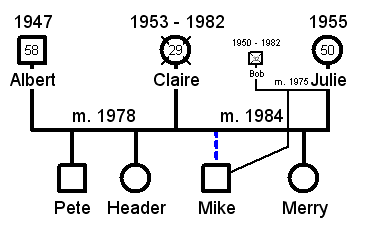 1947 1953 - 1982 1955
1950 - 1982
58 29 50
Bob
Albert Claire m. 1975 Julie
m. 1978 m. 1984
Pete Header Mike Merry